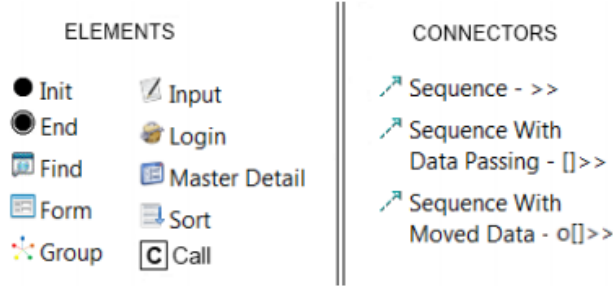 ELEMENTS
Init
End
Find
Form
Group
Input
Login
Master Detail
Sort
C Call
CONNECTORS
Sequence - >>
Sequence With
Data Passing - []>>
Sequence With
Moved Data - o[]>>